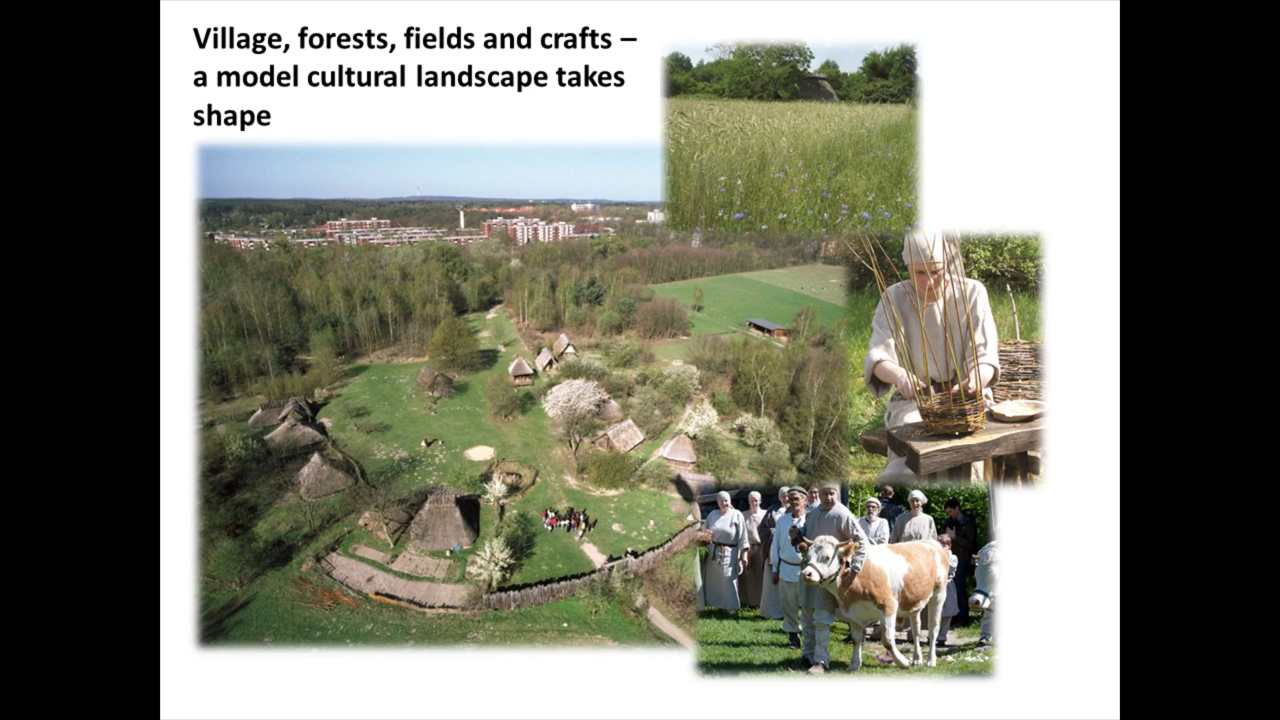 Village, forests, fields and crafts –
a model cultural landscape takes
shape